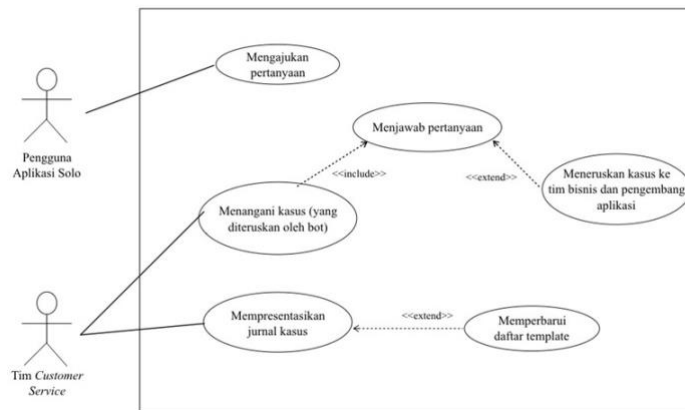 Mengajukan
pertanyaan
Pengguna
Aplikasi Solo
Menjawab pertanyaan
<<include>>
<<extend>>
Meneruskan kasus ke
tim bisnis dan pengembang
aplikasi
Menangani kasus (yang
diteruskan oleh bot)
Mempresentasikan
jurnal kasus
<<extend>>
Memperbarui
daftar template
Tim Customer
Service